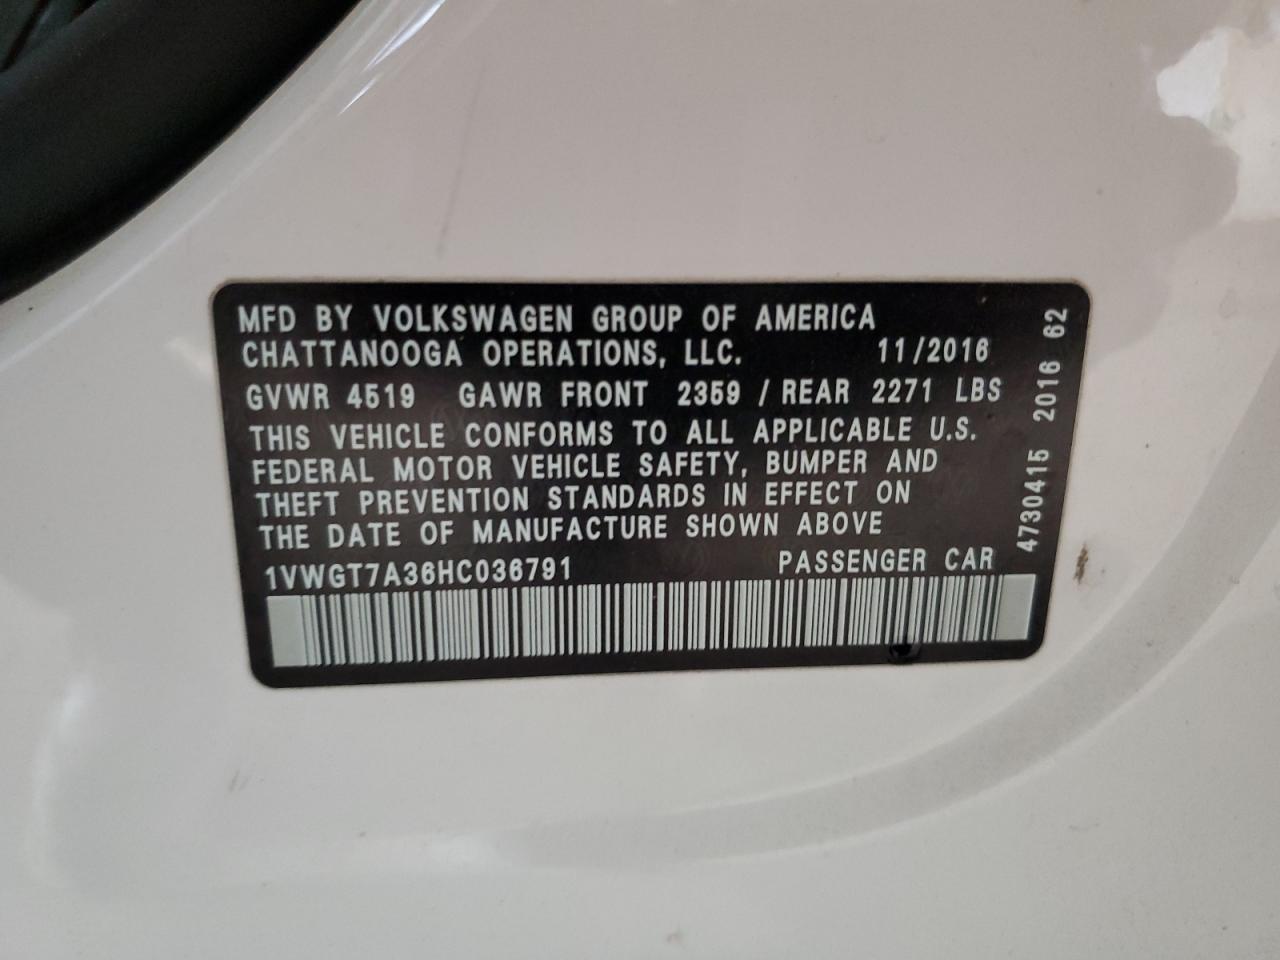 MFD BY VOLKSWAGEN GROUP OF AMERICA
CHATTANOOGA OPERATIONS, LLC. 11/2016
GVWR 4519 GAWR FRONT 2359 / REAR 2271 LBS
THIS VEHICLE CONFORMS TO ALL APPLICABLE U.S.
FEDERAL MOTOR VEHICLE SAFETY, BUMPER AND
THEFT PREVENTION STANDARDS IN EFFECT ON
THE DATE OF MANUFACTURE SHOWN ABOVE
1VWGT7A36HC036791 PASSENGER CAR
4730415 2016 62